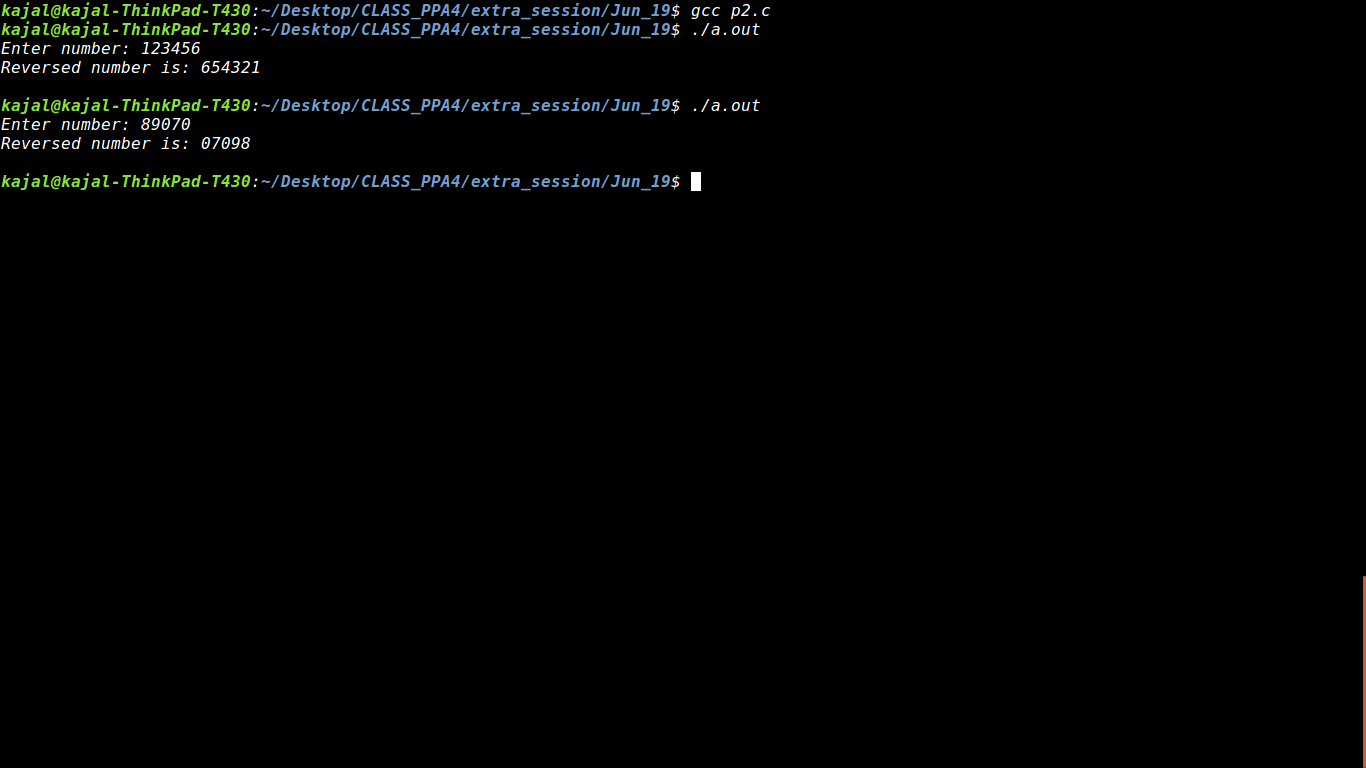 kajal@kajal-ThinkPad-T430:~/Desktop/CLASS_PPA4/extra_session/Jun_19$ gcc p2.c
kajal@kajal-ThinkPad-T430:~/Desktop/CLASS_PPA4/extra_session/Jun_19$ ./a.out
Enter number: 123456
Reversed number is: 654321
kajal@kajal-ThinkPad-T430:~/Desktop/CLASS_PPA4/extra_session/Jun_19$ ./a.out
Enter number: 89070
Reversed number is: 07098
kajal@kajal-ThinkPad-T430:~/Desktop/CLASS_PPA4/extra_session/Jun_19$